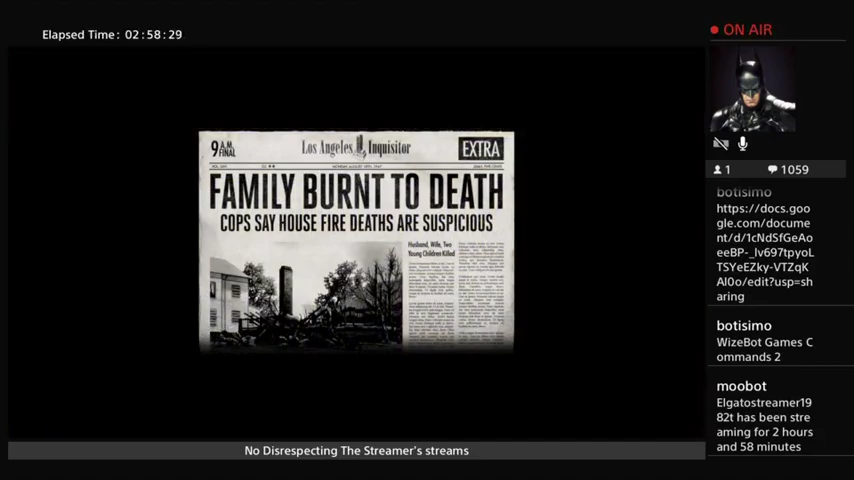 Elapsed Time: 02:58:29
ON AIR
9 A.M.
FINAL
Los Angeles Inquisitor
EXTRA
FAMILY BURNT TO DEATH
COPS SAY HOUSE FIRE DEATHS ARE SUSPICIOUS
Husband, Wife, Two
Young Children Killed
1
1059
botisimo
https://docs.goo
gle.com/docume
nt/d/1cNdSfGeAo
eeBP-_lv697tpyoL
TSYeEZky-VTZqK
AI0o/edit?usp=sh
aring
botisimo
WizeBot Games C
ommands 2
moobot
Elgatostreamer19
82t has been stre
aming for 2 hours
and 58 minutes
No Disrespecting The Streamer's streams